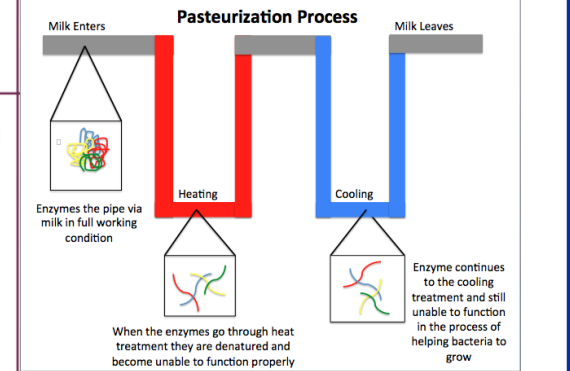 Pasteurization Process
Milk Enters
Milk Leaves
Heating
Cooling
Enzymes the pipe via
milk in full working
condition
When the enzymes go through heat
treatment they are denatured and
become unable to function properly
Enzyme continues
to the cooling
treatment and still
unable to function
in the process of
helping bacteria to
grow